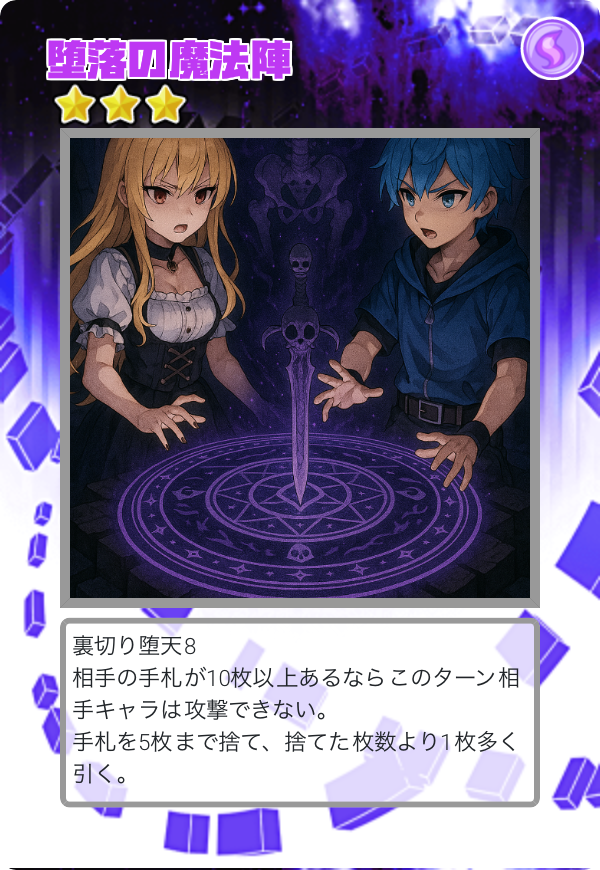 堕落の魔法陣
裏切り堕天8
相手の手札が10枚以上あるならこのターン相
手キャラは攻撃できない。
手札を5枚まで捨て、捨てた枚数より1枚多く
引く。